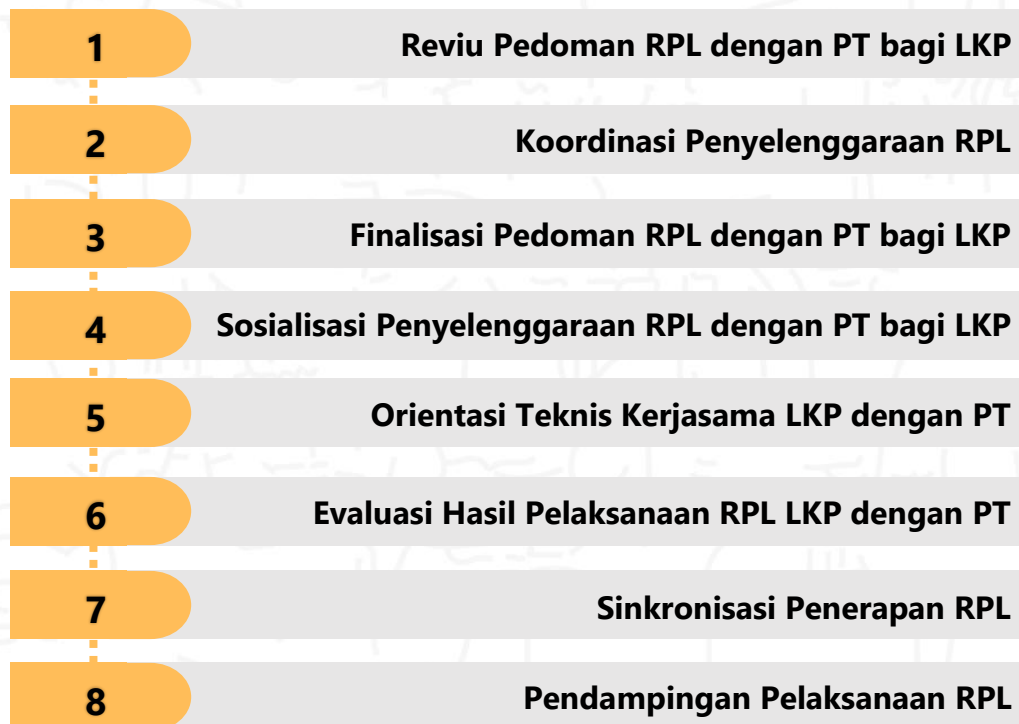 1 Reviu Pedoman RPL dengan PT bagi LKP
2 Koordinasi Penyelenggaraan RPL
3 Finalisasi Pedoman RPL dengan PT bagi LKP
4 Sosialisasi Penyelenggaraan RPL dengan PT bagi LKP
5 Orientasi Teknis Kerjasama LKP dengan PT
6 Evaluasi Hasil Pelaksanaan RPL LKP dengan PT
7 Sinkronisasi Penerapan RPL
8 Pendampingan Pelaksanaan RPL